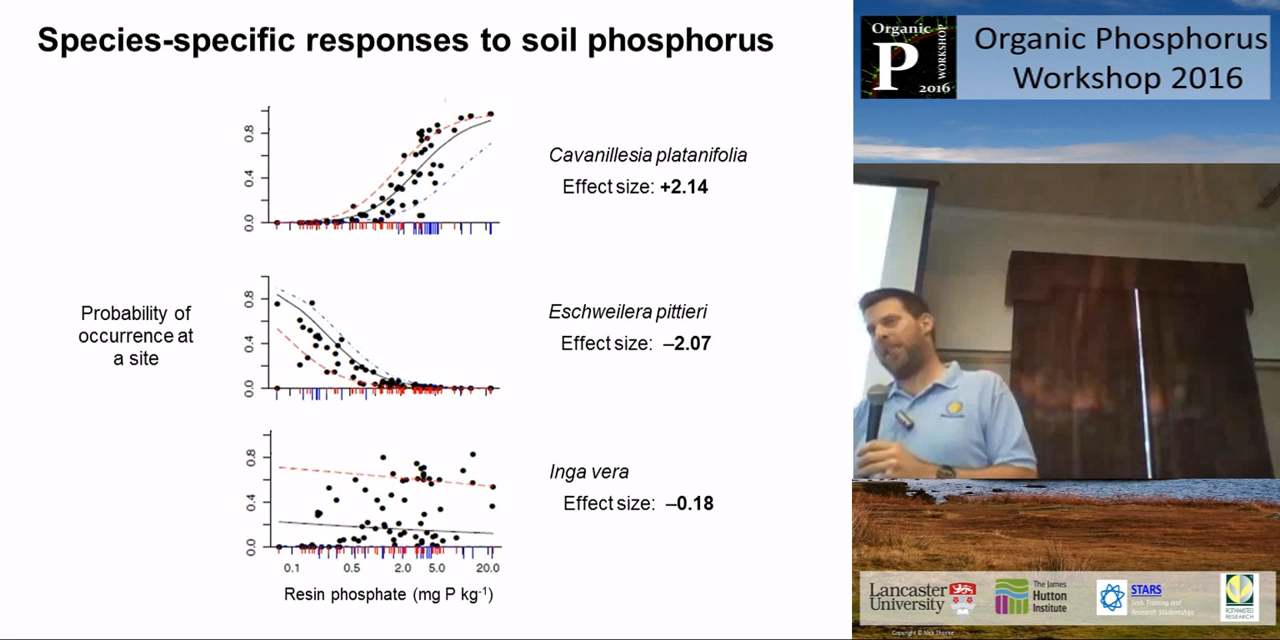 Species-specific responses to soil phosphorus
0.8
0.4
0.0
Cavanillesia platanifolia
Effect size: +2.14
Probability of
occurrence at
a site
0.8
0.4
0.0
Eschweilera pittieri
Effect size: –2.07
0.8
0.4
0.0
Inga vera
Effect size: –0.18
0.1 0.5 2.0 5.0 20.0
Resin phosphate (mg P kg-1)
Organic
P
WORKSHOP
2016
Organic Phosphorus
Workshop 2016
Lancaster
University
The James
Hutton
Institute
STARS
Soils Training and
Research Studentships
ROTHAMSTED
RESEARCH